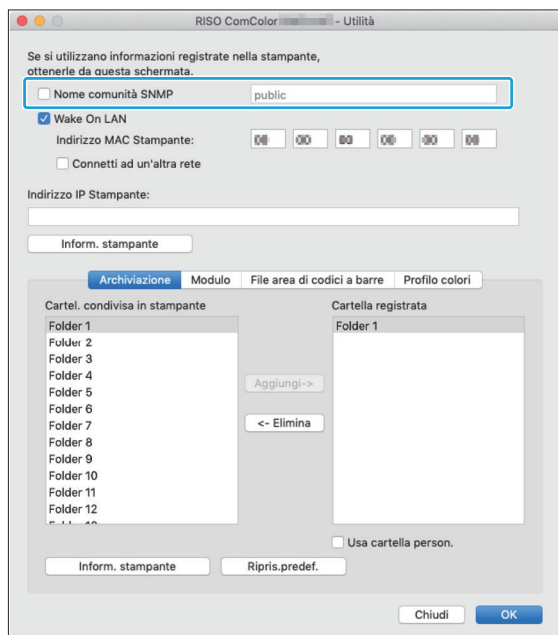 RISO ComColor - Utilità
Se si utilizzano informazioni registrate nella stampante,
ottenerle da questa schermata.
Nome comunità SNMP public
Wake On LAN
Indirizzo MAC Stampante:
Connetti ad un'altra rete
Indirizzo IP Stampante:
Inform. stampante
Archiviazione Modulo File area di codici a barre Profilo colori
Cartel. condivisa in stampante Cartella registrata
Folder 1 Folder 1
Folder 2
Folder 3
Folder 4
Folder 5
Folder 6
Folder 7
Folder 8
Folder 9
Folder 10
Folder 11
Folder 12
Aggiungi->
<- Elimina
Usa cartella person.
Inform. stampante Ripris.predef.
Chiudi OK